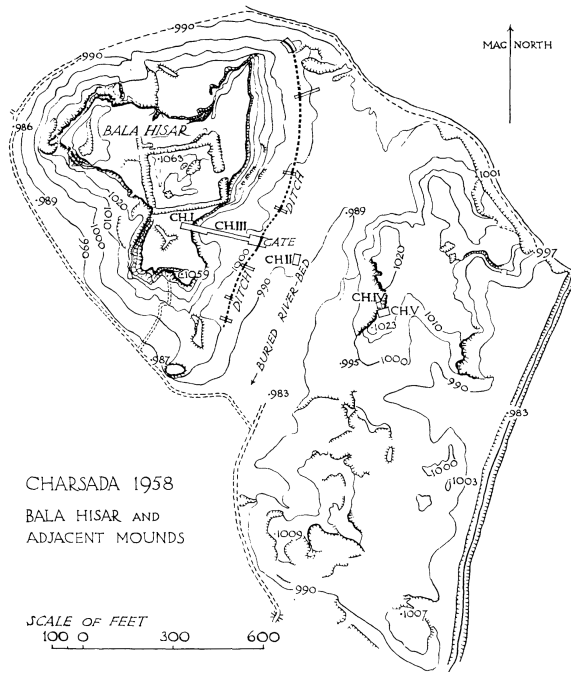 990
MAG NORTH
990
BALA HISAR
986
1063
DITCH
1001
989
1020
1010
1000
990
CH.I
CH.III
GATE
989
1020
997
CH.II
1059
1000
DITCH
990
CH.IV
CH.V
1023
1010
BURIED RIVER-BED
987
995
1000
990
983
983
1000
1003
CHARSADA 1958
BALA HISAR AND
ADJACENT MOUNDS
1009
990
1007
SCALE OF FEET
100 0 300 600